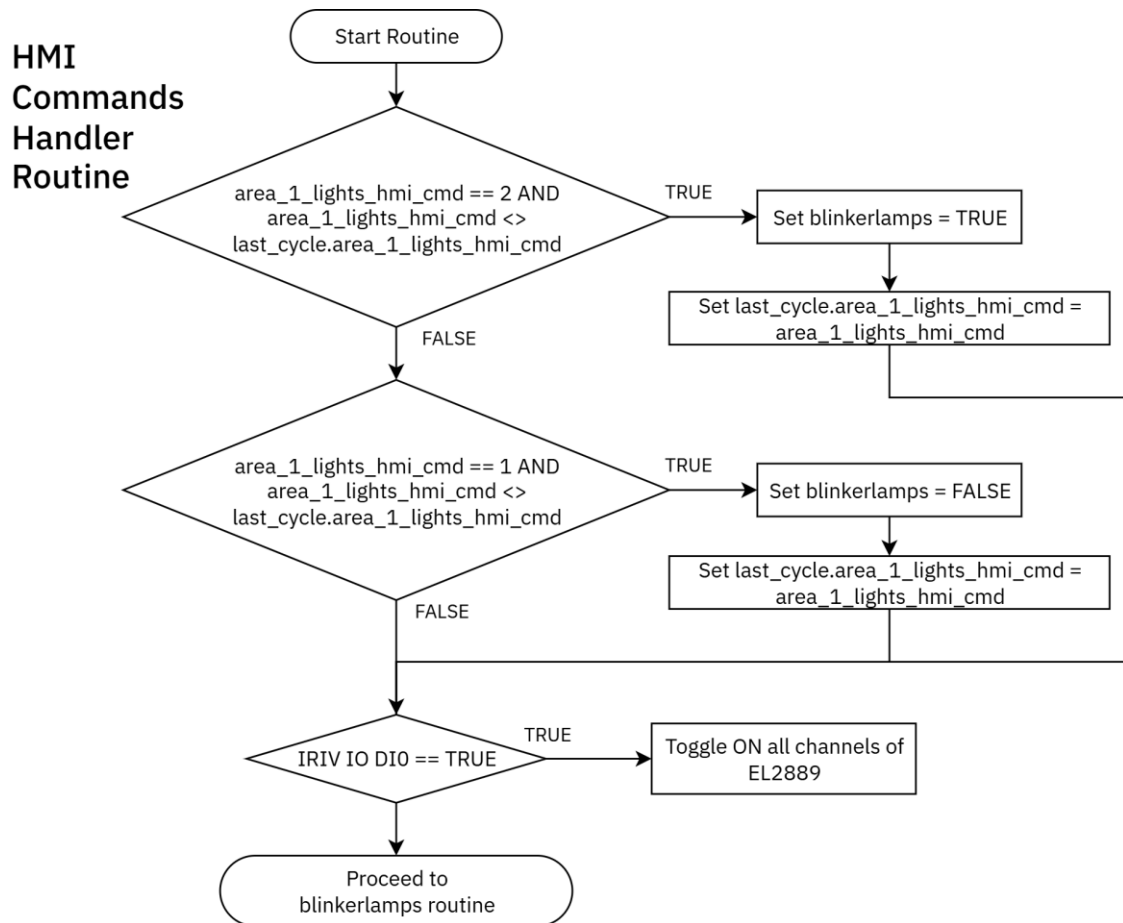 HMI
Commands
Handler
Routine
Start Routine
area_1_lights_hmi_cmd == 2 AND
area_1_lights_hmi_cmd <>
last_cycle.area_1_lights_hmi_cmd
TRUE
Set blinkerlamps = TRUE
Set last_cycle.area_1_lights_hmi_cmd =
area_1_lights_hmi_cmd
FALSE
area_1_lights_hmi_cmd == 1 AND
area_1_lights_hmi_cmd <>
last_cycle.area_1_lights_hmi_cmd
TRUE
Set blinkerlamps = FALSE
Set last_cycle.area_1_lights_hmi_cmd =
area_1_lights_hmi_cmd
FALSE
IRIV IO DI0 == TRUE
TRUE
Toggle ON all channels of
EL2889
Proceed to
blinkerlamps routine